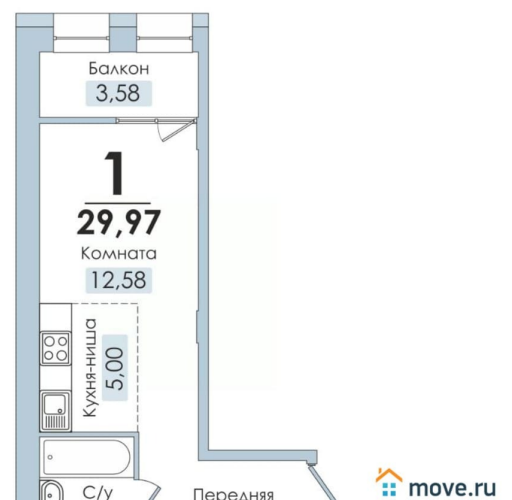 Балкон
3,58
1
29,97
Комната
12,58
Кухня-ниша
5,00
С/у
Передняя
move.ru